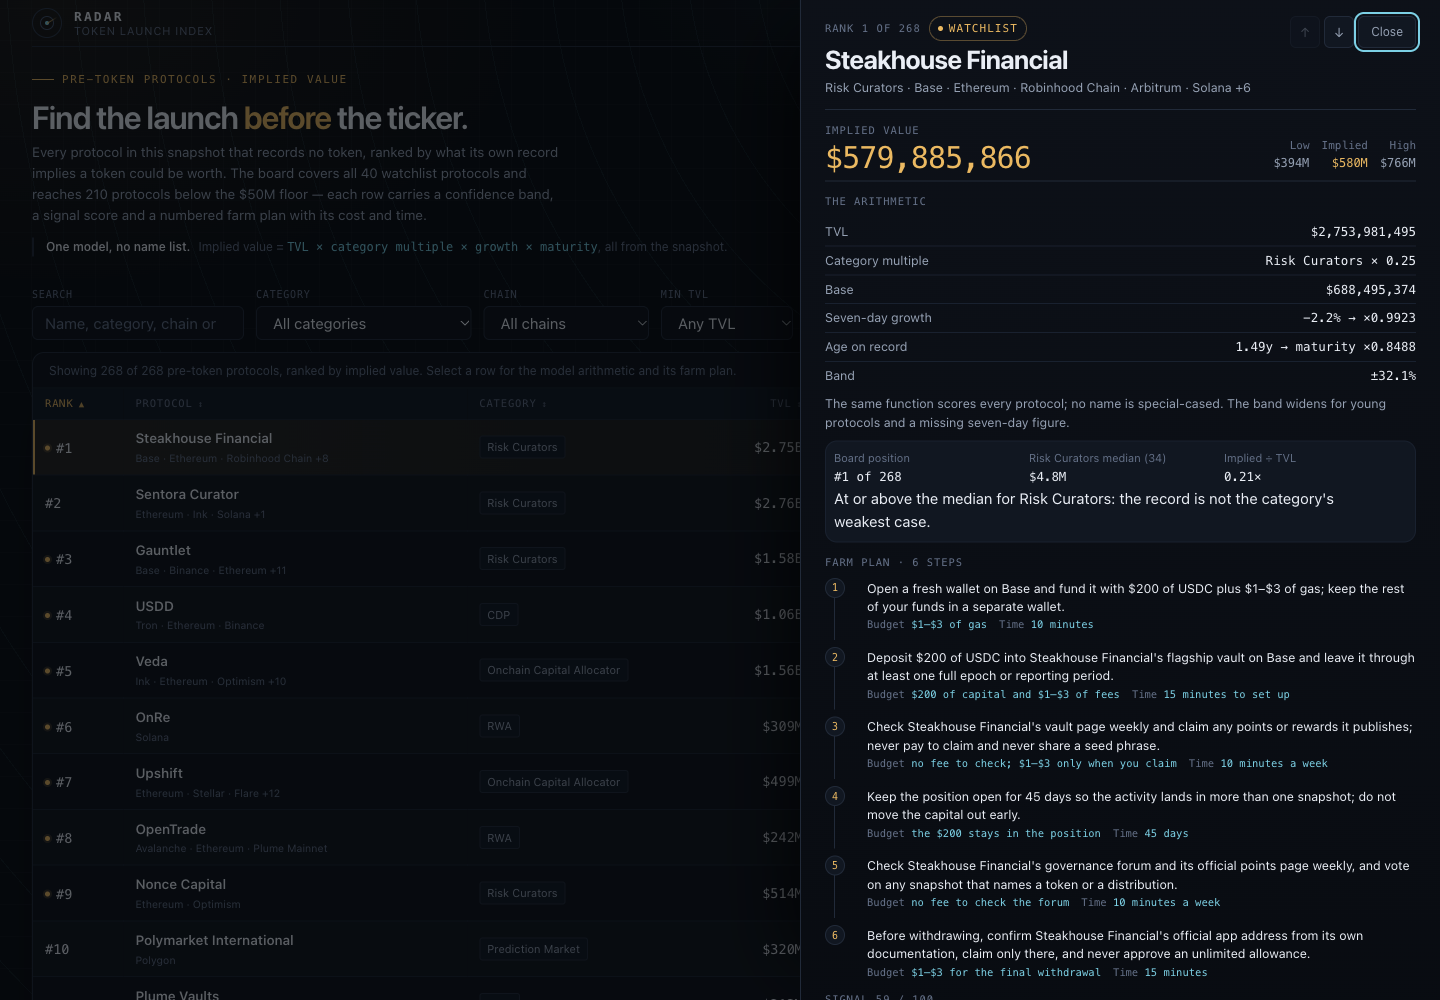 RADAR
TOKEN LAUNCH INDEX
PRE-TOKEN PROTOCOLS · IMPLIED VALUE
Find the launch before the ticker.
Every protocol in this snapshot that records no token, ranked by what its own record
implies a token could be worth. The board covers all 40 watchlist protocols and
reaches 210 protocols below the $50M floor — each row carries a confidence band,
a signal score and a numbered farm plan with its cost and time.
One model, no name list. Implied value = TVL × category multiple × growth × maturity, all from the snapshot.
SEARCH CATEGORY CHAIN MIN TVL
Name, category, chain or All categories All chains Any TVL
Showing 268 of 268 pre-token protocols, ranked by implied value. Select a row for the model arithmetic and its farm plan.
RANK ▲ PROTOCOL ↕ CATEGORY ↕ TVL
#1 Steakhouse Financial Risk Curators $2.75B
Base · Ethereum · Robinhood Chain +8
#2 Sentora Curator Risk Curators $2.76B
Ethereum · Ink · Solana +1
#3 Gauntlet Risk Curators $1.58B
Base · Binance · Ethereum +11
#4 USDD CDP $1.06B
Tron · Ethereum · Binance
#5 Veda Onchain Capital Allocator $1.56B
Ink · Ethereum · Optimism +10
#6 OnRe RWA $309M
Solana
#7 Upshift Onchain Capital Allocator $499M
Ethereum · Stellar · Flare +12
#8 OpenTrade RWA $242M
Avalanche · Ethereum · Plume Mainnet
#9 Nonce Capital Risk Curators $514M
Ethereum · Optimism
#10 Polymarket International Prediction Market $320M
Polygon
Plume Vaults
RANK 1 OF 268 WATCHLIST
↑ ↓ Close
Steakhouse Financial
Risk Curators · Base · Ethereum · Robinhood Chain · Arbitrum · Solana +6
IMPLIED VALUE
$579,885,866
Low Implied High
$394M $580M $766M
THE ARITHMETIC
TVL $2,753,981,495
Category multiple Risk Curators × 0.25
Base $688,495,374
Seven-day growth −2.2% → ×0.9923
Age on record 1.49y → maturity ×0.8488
Band ±32.1%
The same function scores every protocol; no name is special-cased. The band widens for young
protocols and a missing seven-day figure.
Board position Risk Curators median (34) Implied ÷ TVL
#1 of 268 $4.8M 0.21×
At or above the median for Risk Curators: the record is not the category's
weakest case.
FARM PLAN · 6 STEPS
1 Open a fresh wallet on Base and fund it with $200 of USDC plus $1–$3 of gas; keep the rest
of your funds in a separate wallet.
Budget $1–$3 of gas Time 10 minutes
2 Deposit $200 of USDC into Steakhouse Financial's flagship vault on Base and leave it through
at least one full epoch or reporting period.
Budget $200 of capital and $1–$3 of fees Time 15 minutes to set up
3 Check Steakhouse Financial's vault page weekly and claim any points or rewards it publishes;
never pay to claim and never share a seed phrase.
Budget no fee to check; $1–$3 only when you claim Time 10 minutes a week
4 Keep the position open for 45 days so the activity lands in more than one snapshot; do not
move the capital out early.
Budget the $200 stays in the position Time 45 days
5 Check Steakhouse Financial's governance forum and its official points page weekly, and vote
on any snapshot that names a token or a distribution.
Budget no fee to check the forum Time 10 minutes a week
6 Before withdrawing, confirm Steakhouse Financial's official app address from its own
documentation, claim only there, and never approve an unlimited allowance.
Budget $1–$3 for the final withdrawal Time 15 minutes
SIGNAL 59 / 100